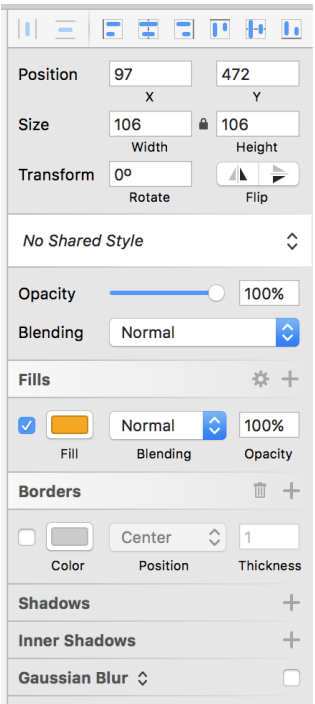 Position 97 472
X Y
Size 106 106
Width Height
Transform 0º
Rotate Flip
No Shared Style
Opacity 100%
Blending Normal
Fills
Normal 100%
Fill Blending Opacity
Borders
Center 1
Color Position Thickness
Shadows
Inner Shadows
Gaussian Blur